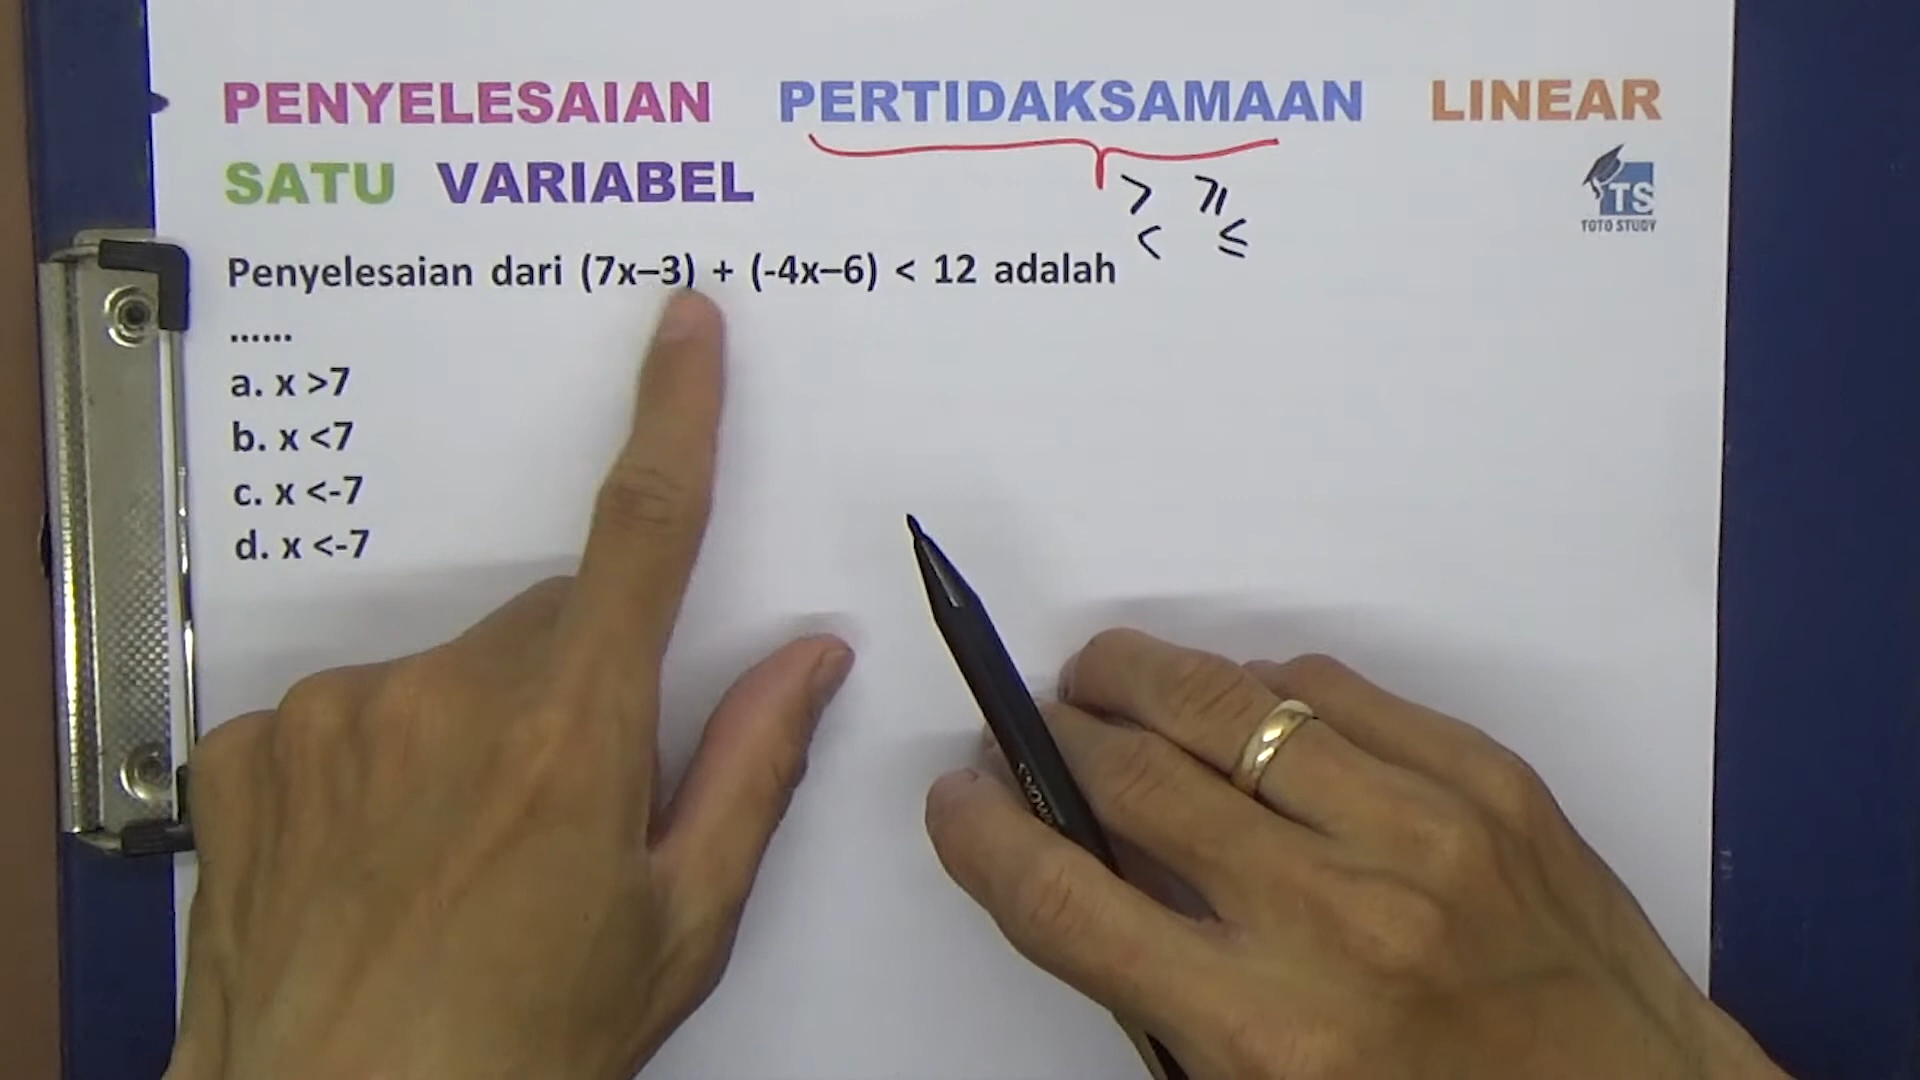 PENYELESAIAN PERTIDAKSAMAAN LINEAR
SATU VARIABEL
> ≥
< ≤
TS
TOTO STUDY
Penyelesaian dari (7x–3) + (-4x–6) < 12 adalah
......
a. x >7
b. x <7
c. x <-7
d. x <-7